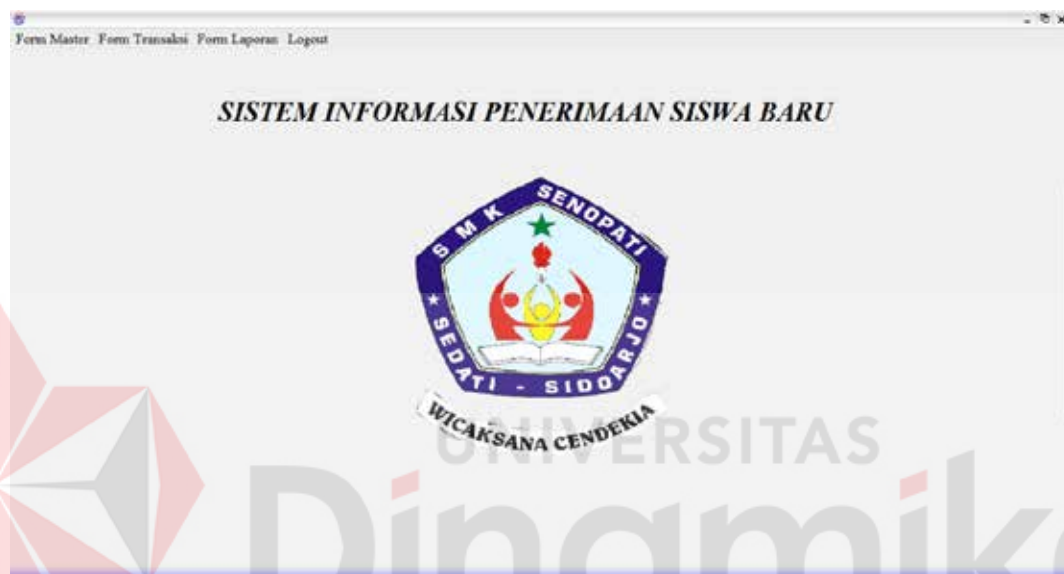 Form Master Form Transaksi Form Laporan Logout
SISTEM INFORMASI PENERIMAAN SISWA BARU
SMK SENOPATI
SEDATI - SIDOARJO
WICAKSANA CENDEKIA
UNIVERSITAS
Dinamika